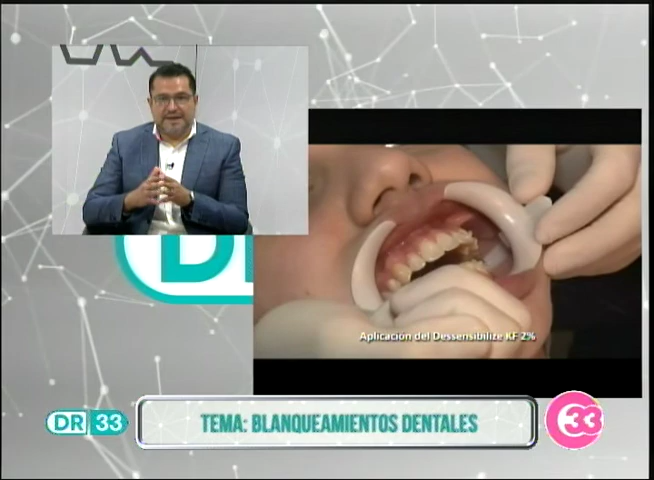 Aplicación del Dessensibilize KF 2%
DR 33
TEMA: BLANQUEAMIENTOS DENTALES
33